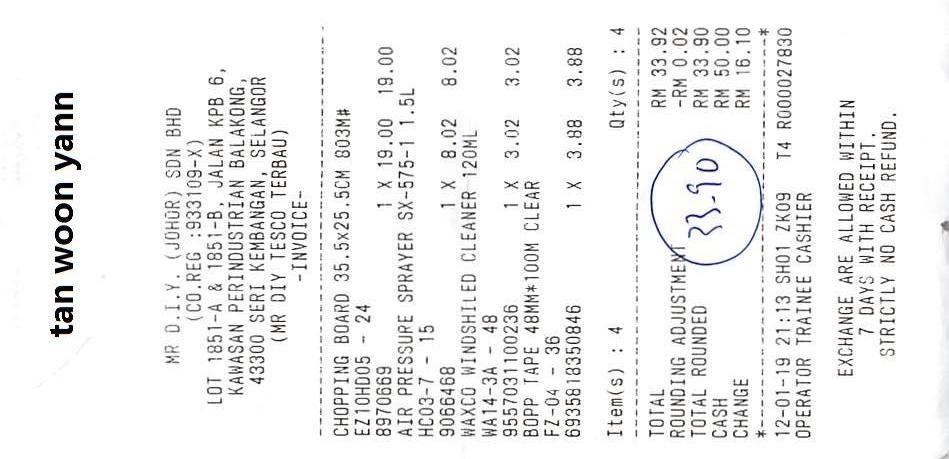 tan woon yann
MR D.I.Y. (JOHOR) SDN BHD
(CO.REG :933109-X)
LOT 1851-A & 1851-B, JALAN KPB 6,
KAWASAN PERINDUSTRIAN BALAKONG,
43300 SERI KEMBANGAN, SELANGOR
(MR DIY TESCO TERBAU)
-INVOICE-
CHOPPING BOARD 35.5x25.5CM 803M#
EZ10HD05 - 24
8970669 1 X 19.00 19.00
AIR PRESSURE SPRAYER SX-575-1 1.5L
HC03-7 - 15
9066468 1 X 8.02 8.02
WAXCO WINDSHILED CLEANER 120ML
WA14-3A - 48
9557031100236 1 X 3.02 3.02
BOPP TAPE 48MM*100M CLEAR
FZ-04 - 36
6935818350846 1 X 3.88 3.88
Item(s) : 4 Qty(s) : 4
TOTAL RM 33.92
ROUNDING ADJUSTMENT -RM 0.02
TOTAL ROUNDED RM 33.90
33.90
CASH RM 50.00
CHANGE RM 16.10
12-01-19 21:13 SH01 ZK09 T4 R000027830
OPERATOR TRAINEE CASHIER
EXCHANGE ARE ALLOWED WITHIN
7 DAYS WITH RECEIPT.
STRICTLY NO CASH REFUND.